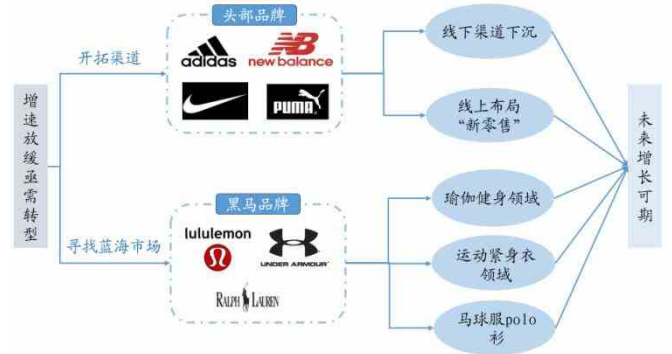 增速放缓亟需转型
开拓渠道
寻找蓝海市场
头部品牌
adidas
NB
new balance
PUMA
黑马品牌
lululemon
UNDER ARMOUR
RALPH LAUREN
线下渠道下沉
线上布局
“新零售”
瑜伽健身领域
运动紧身衣
领域
马球服polo
衫
未来增长可期